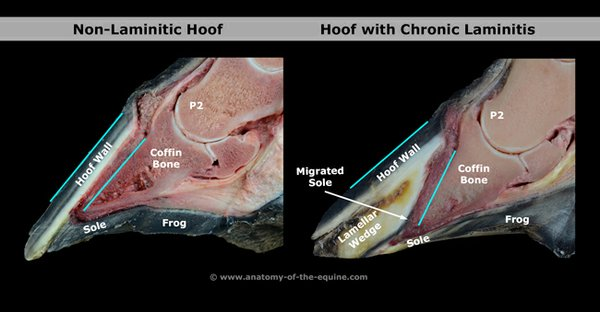 Non-Laminitic Hoof
Hoof with Chronic Laminitis
P2
Hoof Wall
Coffin
Bone
Sole
Frog
P2
Hoof Wall
Coffin
Bone
Migrated
Sole
Lamellar
Wedge
Sole
Frog
© www.anatomy-of-the-equine.com